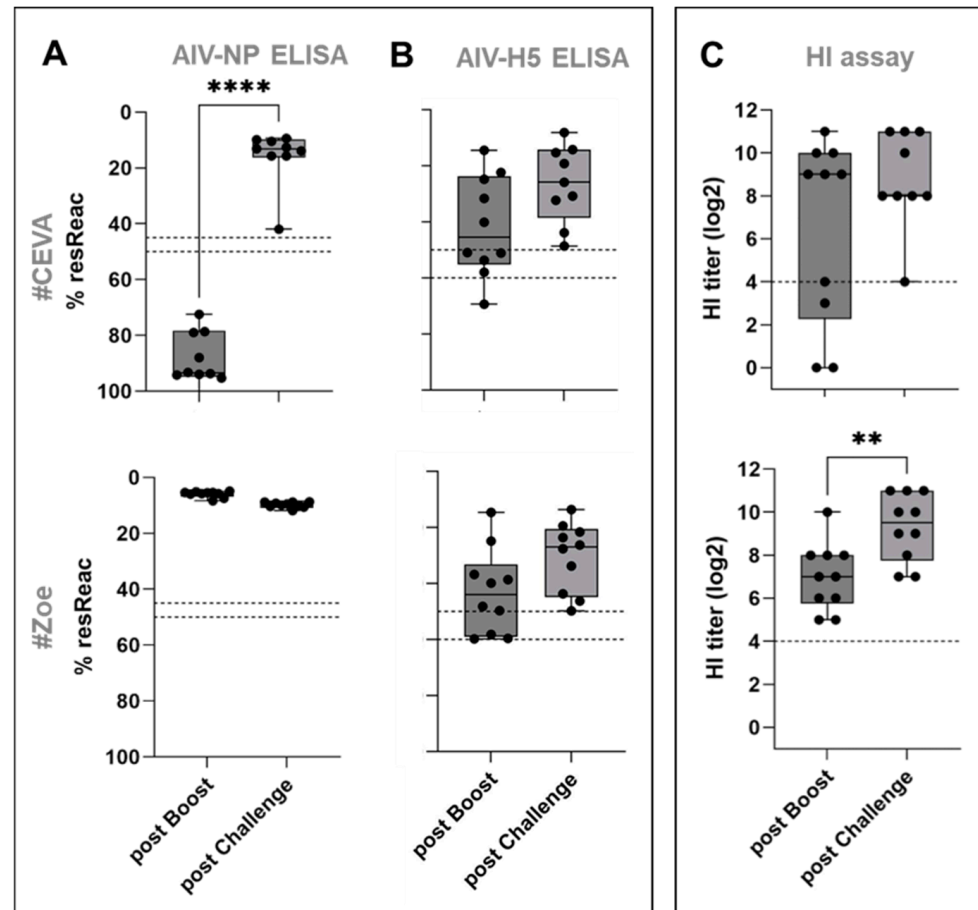 A
AIV-NP ELISA
B
AIV-H5 ELISA
C
HI assay
****
#CEVA
% resReac
0
20
40
60
80
100
HI titer (log2)
12
10
8
6
4
2
0
**
#Zoe
% resReac
0
20
40
60
80
100
HI titer (log2)
12
10
8
6
4
2
0
post Boost
post Challenge
post Boost
post Challenge
post Boost
post Challenge